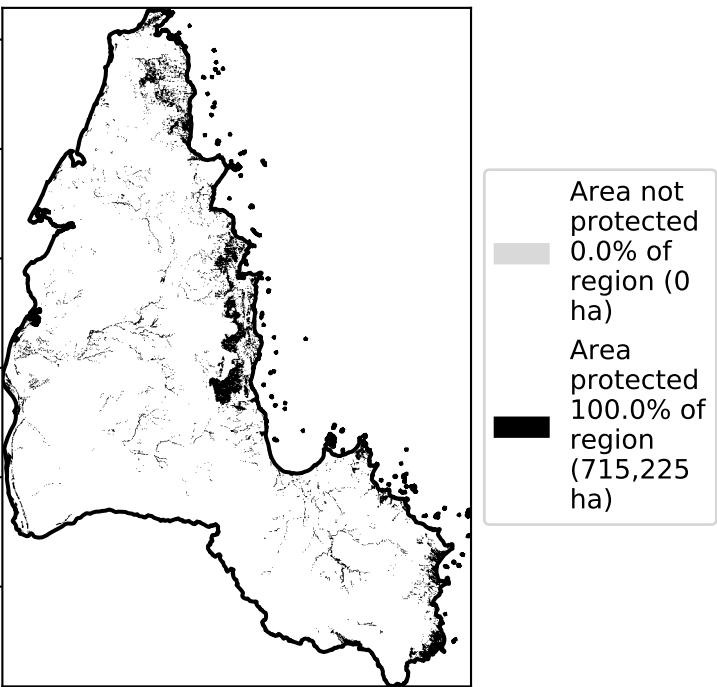 Area not
protected
0.0% of
region (0
ha)
Area
protected
100.0% of
region
(715,225
ha)